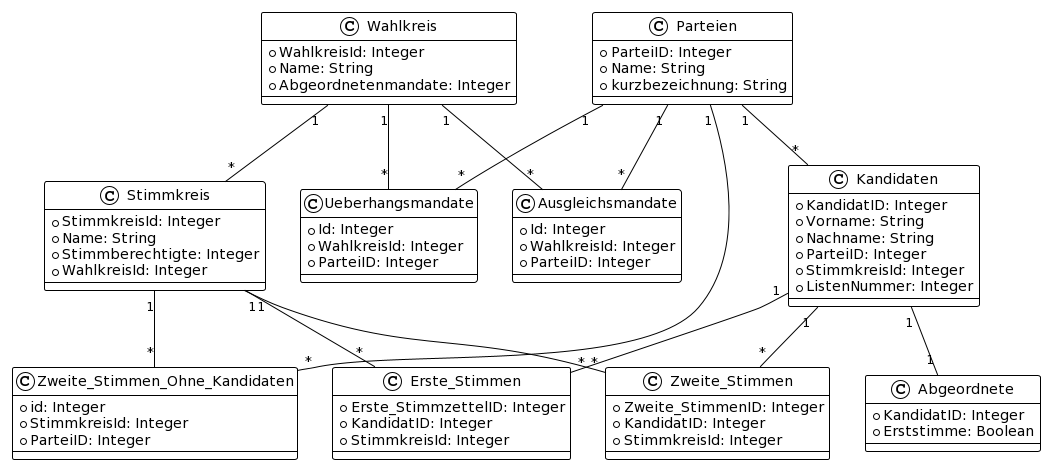 C Wahlkreis
WahlkreisId: Integer
Name: String
Abgeordnetenmandate: Integer
C Parteien
ParteiID: Integer
Name: String
kurzbezeichnung: String
1
1
1
1
1
1
1
*
*
*
*
*
*
C Stimmkreis
StimmkreisId: Integer
Name: String
Stimmberechtigte: Integer
WahlkreisId: Integer
C Ueberhangsmandate
Id: Integer
WahlkreisId: Integer
ParteiID: Integer
C Ausgleichsmandate
Id: Integer
WahlkreisId: Integer
ParteiID: Integer
C Kandidaten
KandidatID: Integer
Vorname: String
Nachname: String
ParteiID: Integer
StimmkreisId: Integer
ListenNummer: Integer
1
1
1
1
1
1
*
*
*
*
*
*
1
C Zweite_Stimmen_Ohne_Kandidaten
id: Integer
StimmkreisId: Integer
ParteiID: Integer
C Erste_Stimmen
Erste_StimmzettelID: Integer
KandidatID: Integer
StimmkreisId: Integer
C Zweite_Stimmen
Zweite_StimmenID: Integer
KandidatID: Integer
StimmkreisId: Integer
C Abgeordnete
KandidatID: Integer
Erststimme: Boolean